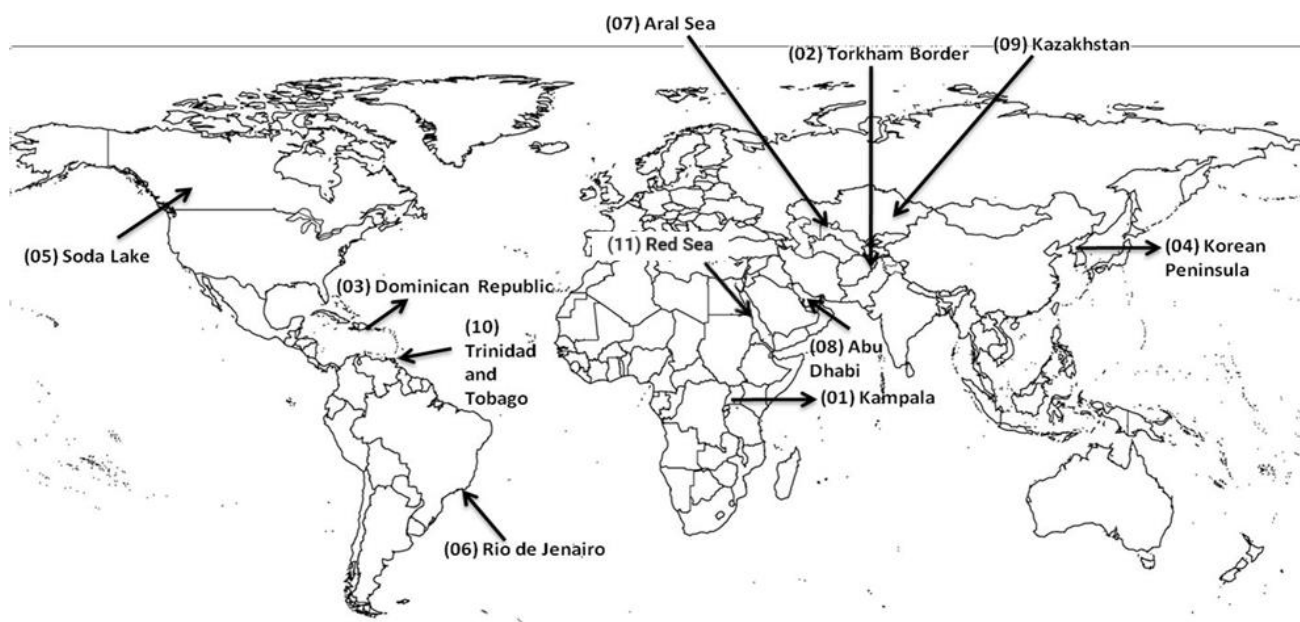 (07) Aral Sea
(02) Torkham Border
(09) Kazakhstan
(05) Soda Lake
(11) Red Sea
(04) Korean
Peninsula
(03) Dominican Republic
(10)
Trinidad
and
Tobago
(08) Abu
Dhabi
(01) Kampala
(06) Rio de Jenairo